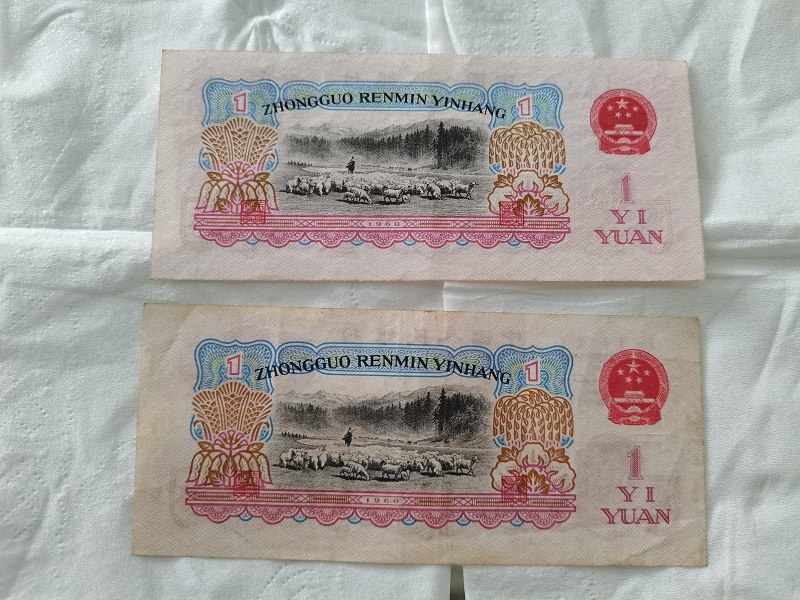 1 ZHONGGUO RENMIN YINHANG 1
1960
1
YI
YUAN
1 ZHONGGUO RENMIN YINHANG 1
1960
1
YI
YUAN